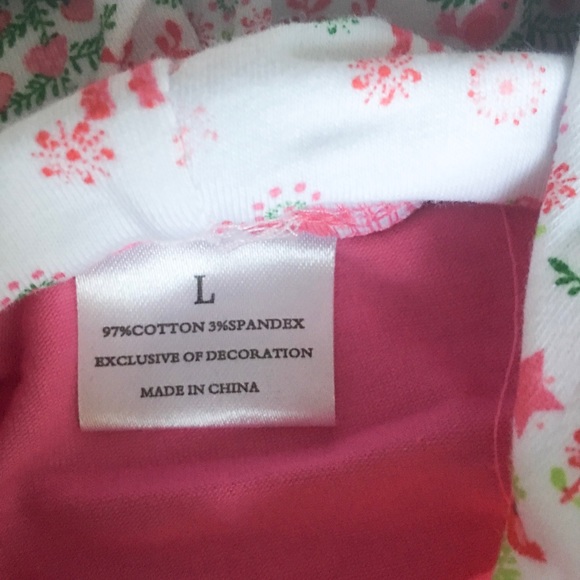 L
97%COTTON 3%SPANDEX
EXCLUSIVE OF DECORATION
MADE IN CHINA